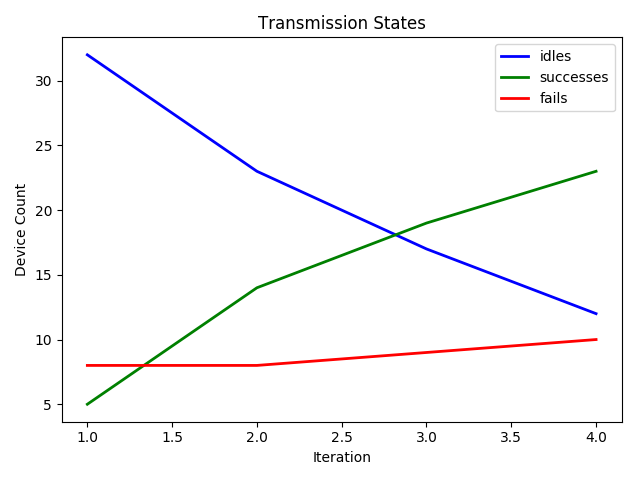 Transmission States
idles
successes
fails
30
25
20
15
10
5
Device Count
1.0 1.5 2.0 2.5 3.0 3.5 4.0
Iteration